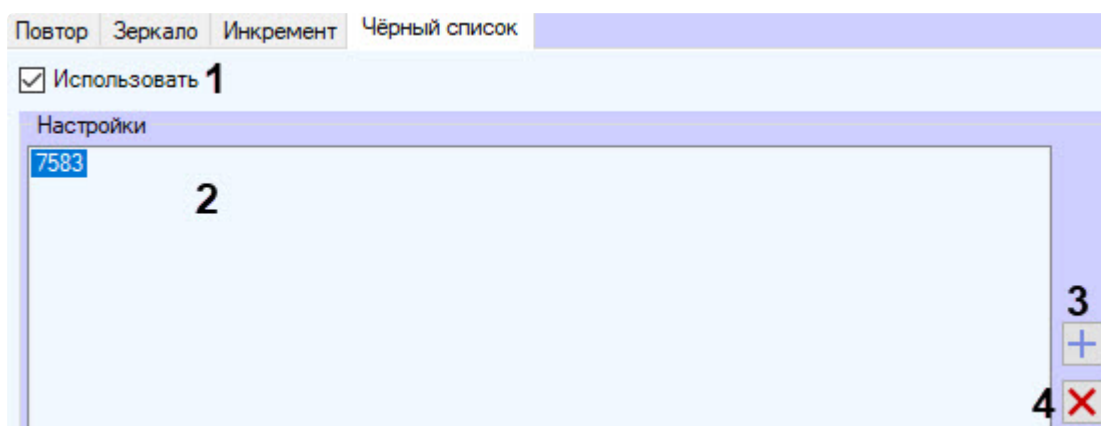 Повтор Зеркало Инкремент Чёрный список
Использовать 1
Настройки
7583
2
3
4